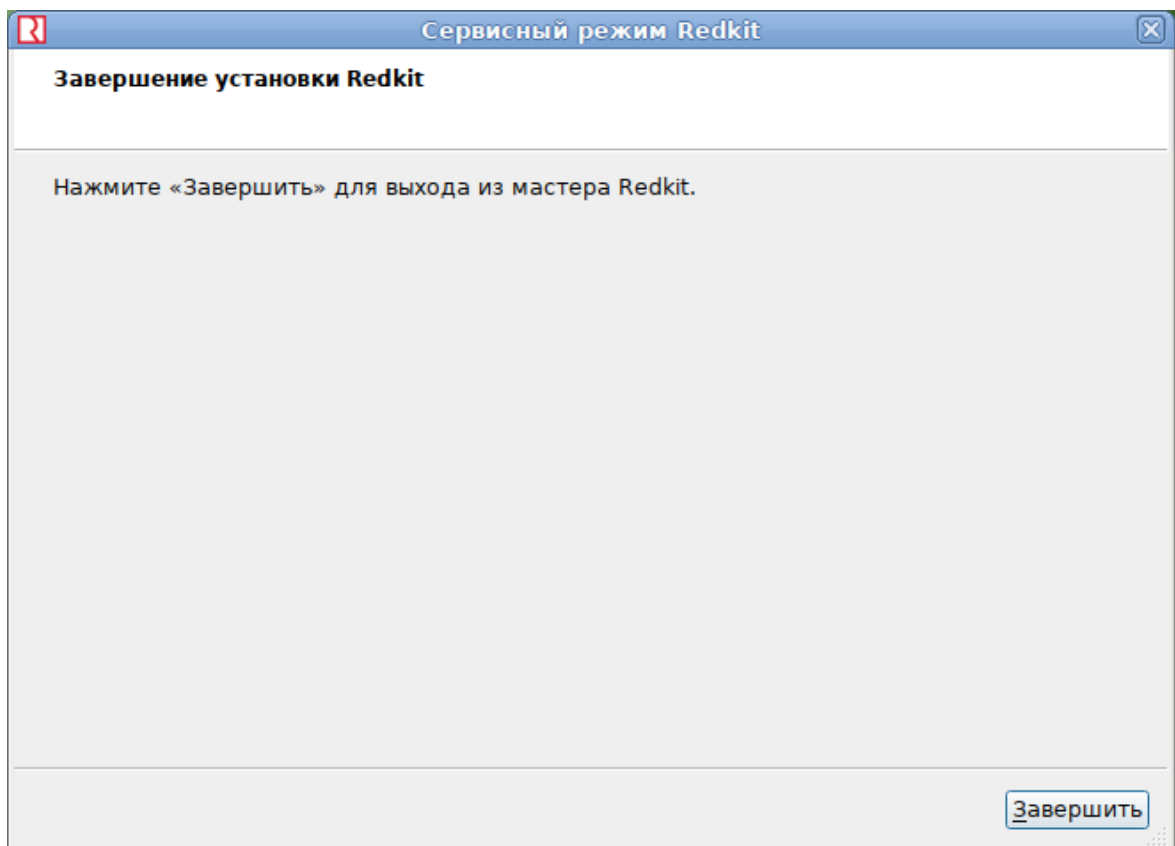 Сервисный режим Redkit
Завершение установки Redkit
Нажмите «Завершить» для выхода из мастера Redkit.
Завершить